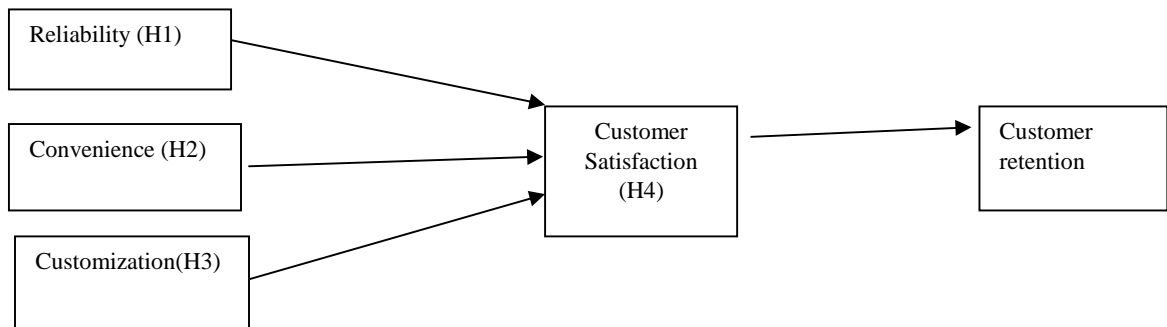 Reliability (H1)
Convenience (H2)
Customization(H3)
Customer
Satisfaction
(H4)
Customer
retention